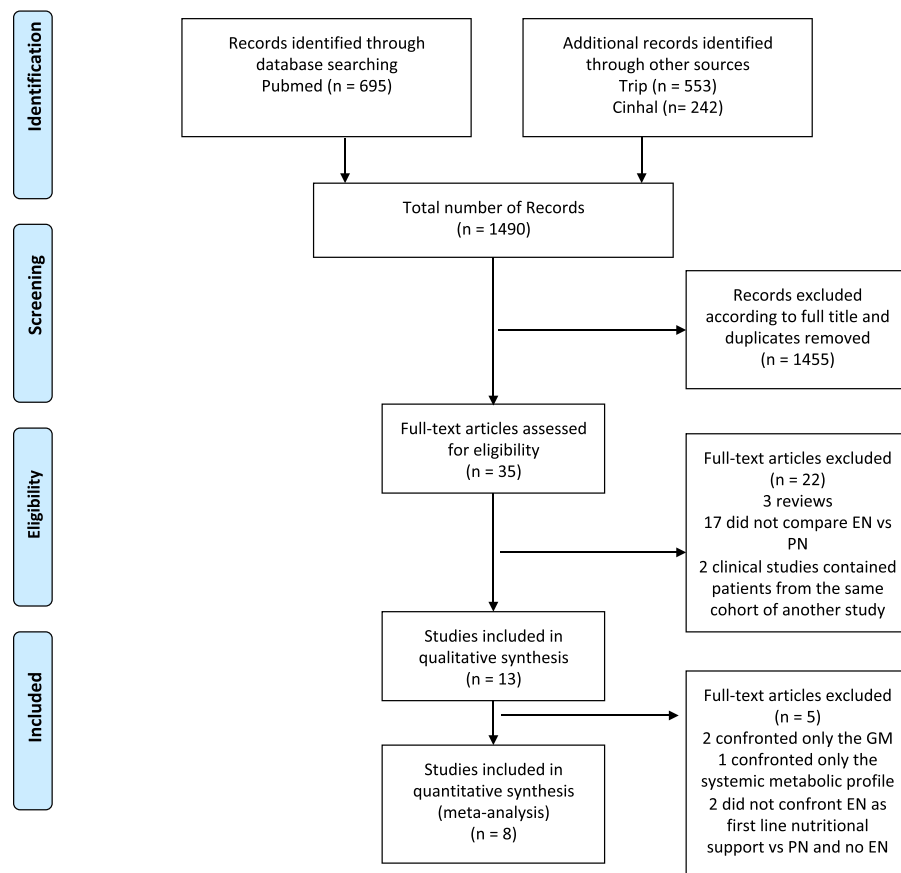 Identification
Records identified through
database searching
Pubmed (n = 695)
Additional records identified
through other sources
Trip (n = 553)
Cinhal (n= 242)
Total number of Records
(n = 1490)
Screening
Records excluded
according to full title and
duplicates removed
(n = 1455)
Full-text articles assessed
for eligibility
(n = 35)
Eligibility
Full-text articles excluded
(n = 22)
3 reviews
17 did not compare EN vs
PN
2 clinical studies contained
patients from the same
cohort of another study
Studies included in
qualitative synthesis
(n = 13)
Included
Full-text articles excluded
(n = 5)
2 confronted only the GM
1 confronted only the
systemic metabolic profile
2 did not confront EN as
first line nutritional
support vs PN and no EN
Studies included in
quantitative synthesis
(meta-analysis)
(n = 8)